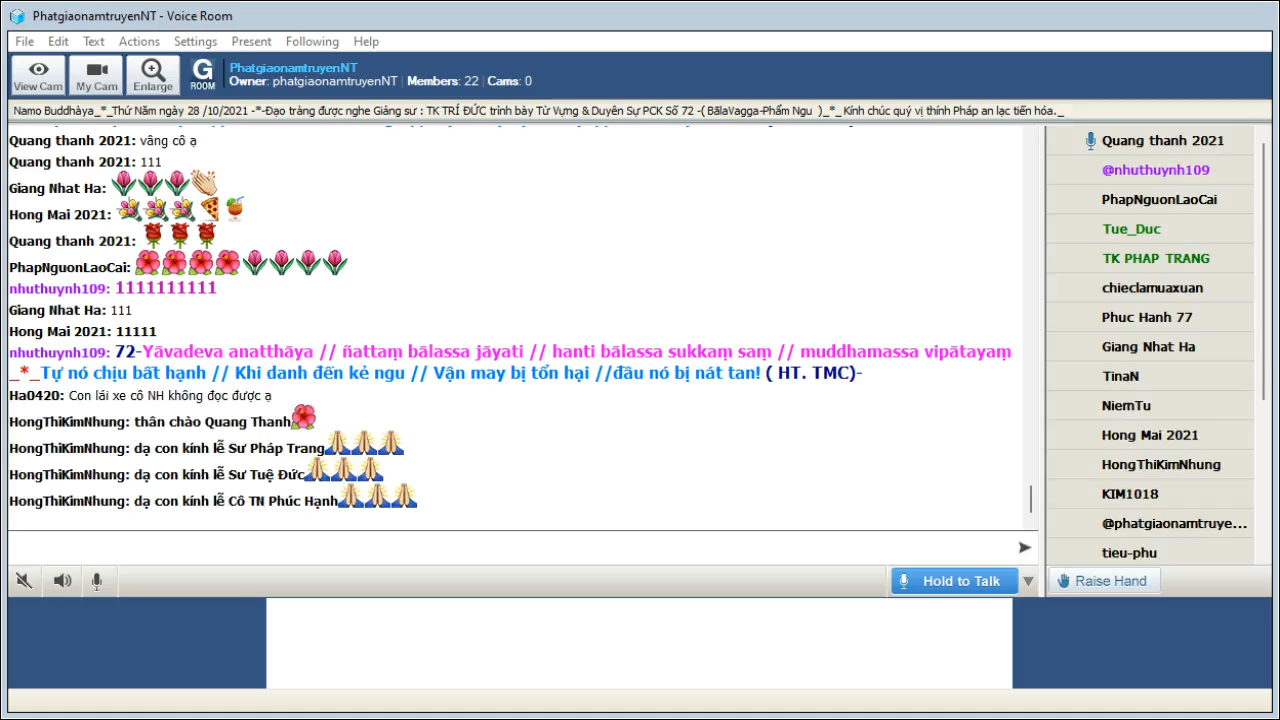 PhatgiaonamtruyenNT - Voice Room
File Edit Text Actions Settings Present Following Help
View Cam My Cam Enlarge G ROOM
PhatgiaonamtruyenNT
Owner: phatgiaonamtruyenNT | Members: 22 | Cams: 0
Namo Buddhàya_*_Thứ Năm ngày 28 /10/2021 -*-Đạo tràng được nghe Giảng sư : TK TRÍ ĐỨC trình bày Từ Vựng & Duyên Sự PCK Số 72 -( BãlaVagga-Phẩm Ngu )_*_Kính chúc quý vị thính Pháp an lạc tiến hóa._
Quang thanh 2021: vâng cô ạ
Quang thanh 2021: 111
Giang Nhat Ha:
Hong Mai 2021:
Quang thanh 2021:
PhapNguonLaoCai:
nhuthuynh109: 1111111111
Giang Nhat Ha: 111
Hong Mai 2021: 11111
nhuthuynh109: 72-Yāvadeva anatthāya // ñattaṃ bālassa jāyati // hanti bālassa sukkaṃ saṃ // muddhamassa vipātayaṃ
_*_Tự nó chịu bất hạnh // Khi danh đến kẻ ngu // Vận may bị tổn hại //đầu nó bị nát tan! ( HT. TMC)-
Ha0420: Con lái xe cô NH không đọc được ạ
HongThiKimNhung: thân chào Quang Thanh
HongThiKimNhung: dạ con kính lễ Sư Pháp Trang
HongThiKimNhung: dạ con kính lễ Sư Tuệ Đức
HongThiKimNhung: dạ con kính lễ Cô TN Phúc Hạnh
Quang thanh 2021
@nhuthuynh109
PhapNguonLaoCai
Tue_Duc
TK PHAP TRANG
chieclamuaxuan
Phuc Hanh 77
Giang Nhat Ha
TinaN
NiemTu
Hong Mai 2021
HongThiKimNhung
KIM1018
@phatgiaonamtruye...
tieu-phu
Hold to Talk
Raise Hand